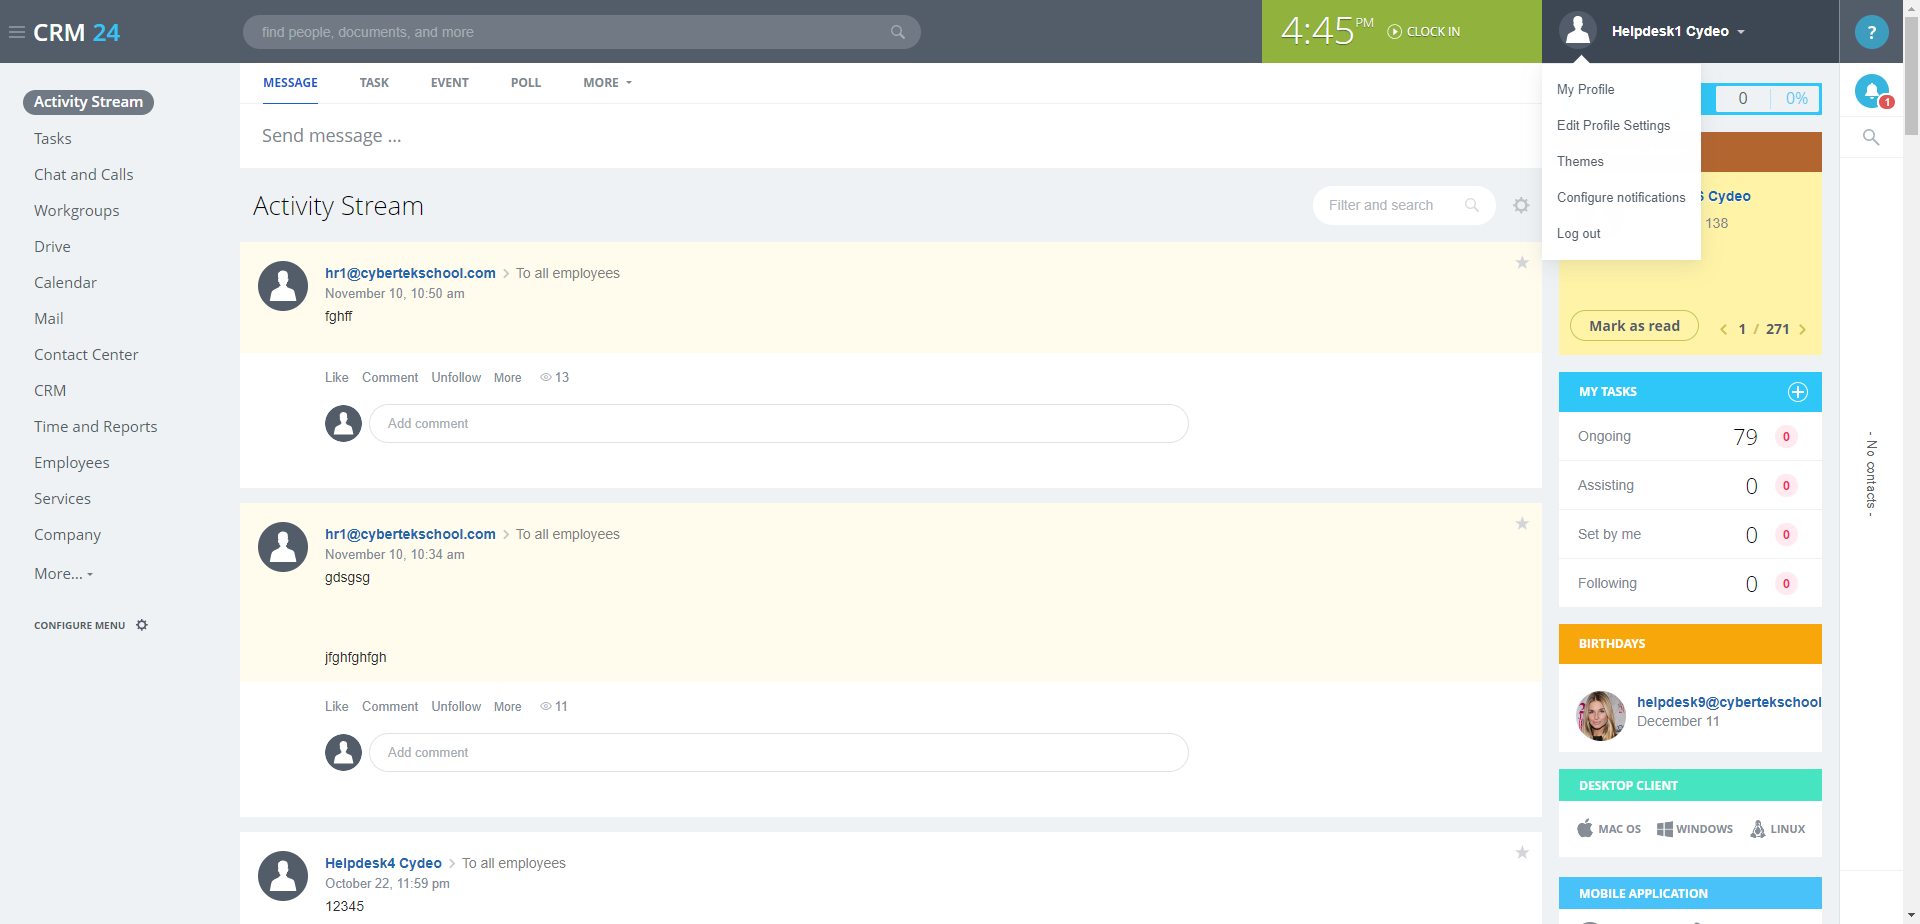 CRM 24
find people, documents, and more
4:45 PM
CLOCK IN
Helpdesk1 Cydeo
?
Activity Stream
Tasks
Chat and Calls
Workgroups
Drive
Calendar
Mail
Contact Center
CRM
Time and Reports
Employees
Services
Company
More...
CONFIGURE MENU
MESSAGE TASK EVENT POLL MORE
Send message ...
Activity Stream
Filter and search
hr1@cybertekschool.com > To all employees
November 10, 10:50 am
fghff
Like Comment Unfollow More 13
Add comment
hr1@cybertekschool.com > To all employees
November 10, 10:34 am
gdsgsg
jfghfghfgh
Like Comment Unfollow More 11
Add comment
Helpdesk4 Cydeo > To all employees
October 22, 11:59 pm
12345
My Profile
Edit Profile Settings
Themes
Configure notifications
Log out
0 0%
Cydeo
138
Mark as read
1 / 271
MY TASKS
Ongoing 79 0
Assisting 0 0
Set by me 0 0
Following 0 0
BIRTHDAYS
helpdesk9@cybertekschool
December 11
DESKTOP CLIENT
MAC OS WINDOWS LINUX
MOBILE APPLICATION
1
- No contacts -